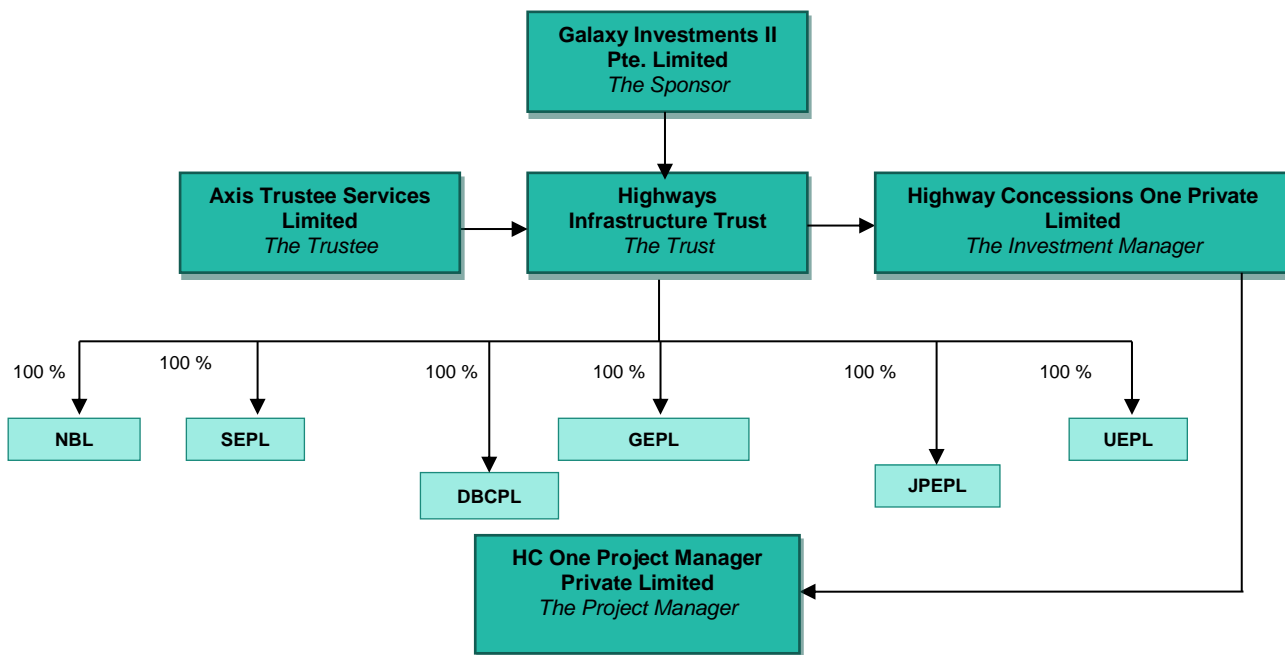 Galaxy Investments II
Pte. Limited
The Sponsor
Axis Trustee Services
Limited
The Trustee
Highways
Infrastructure Trust
The Trust
Highway Concessions One Private
Limited
The Investment Manager
100 %
100 %
100 %
100 %
100 %
100 %
NBL
SEPL
GEPL
UEPL
DBCPL
JPEPL
HC One Project Manager
Private Limited
The Project Manager